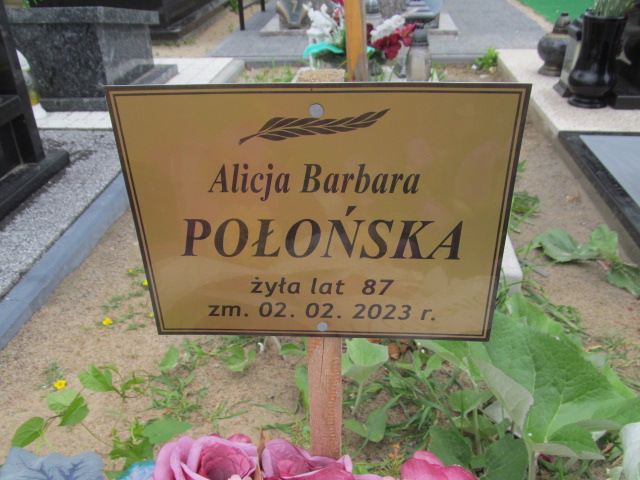 Alicja Barbara
POŁOŃSKA
żyła lat 87
zm. 02. 02. 2023 r.